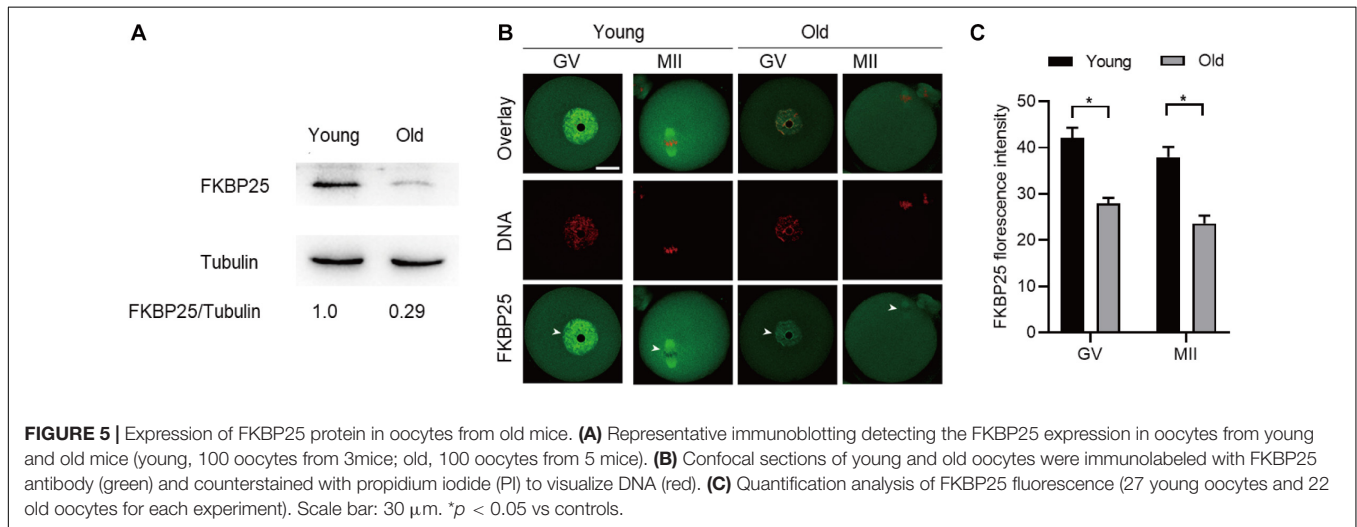 A
Young Old
FKBP25
Tubulin
FKBP25/Tubulin 1.0 0.29
B
Young Old
GV MII GV MII
Overlay
DNA
FKBP25
C
Young Old
FKBP25 florescence intensity
50
40
30
20
10
0
* *
GV MII
FIGURE 5 | Expression of FKBP25 protein in oocytes from old mice. (A) Representative immunoblotting detecting the FKBP25 expression in oocytes from young
and old mice (young, 100 oocytes from 3mice; old, 100 oocytes from 5 mice). (B) Confocal sections of young and old oocytes were immunolabeled with FKBP25
antibody (green) and counterstained with propidium iodide (PI) to visualize DNA (red). (C) Quantification analysis of FKBP25 fluorescence (27 young oocytes and 22
old oocytes for each experiment). Scale bar: 30 μm. *p < 0.05 vs controls.